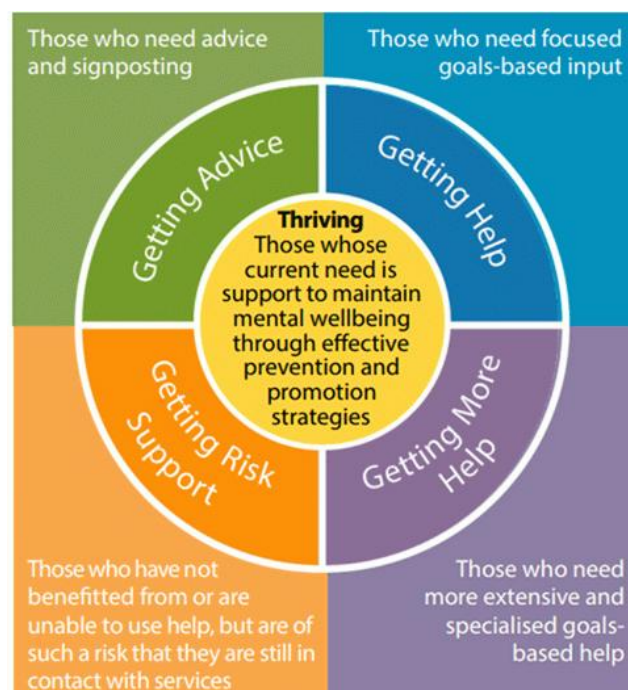 Those who need advice
and signposting
Those who need focused
goals-based input
Getting Advice
Getting Help
Thriving
Those whose
current need is
support to maintain
mental wellbeing
through effective
prevention and
promotion
strategies
Getting Risk
Support
Getting More
Help
Those who have not
benefitted from or are
unable to use help, but are of
such a risk that they are still in
contact with services
Those who need
more extensive and
specialised goals-
based help